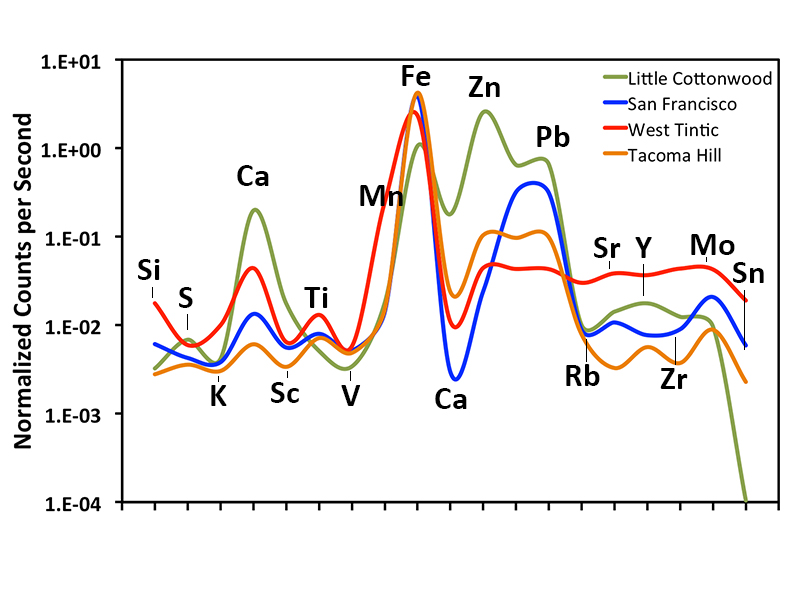 Normalized Counts per Second
1.E+01
1.E+00
1.E-01
1.E-02
1.E-03
1.E-04
Little Cottonwood
San Francisco
West Tintic
Tacoma Hill
Si
S
K
Ca
Sc
Ti
V
Mn
Fe
Ca
Zn
Pb
Rb
Sr
Y
Zr
Mo
Sn